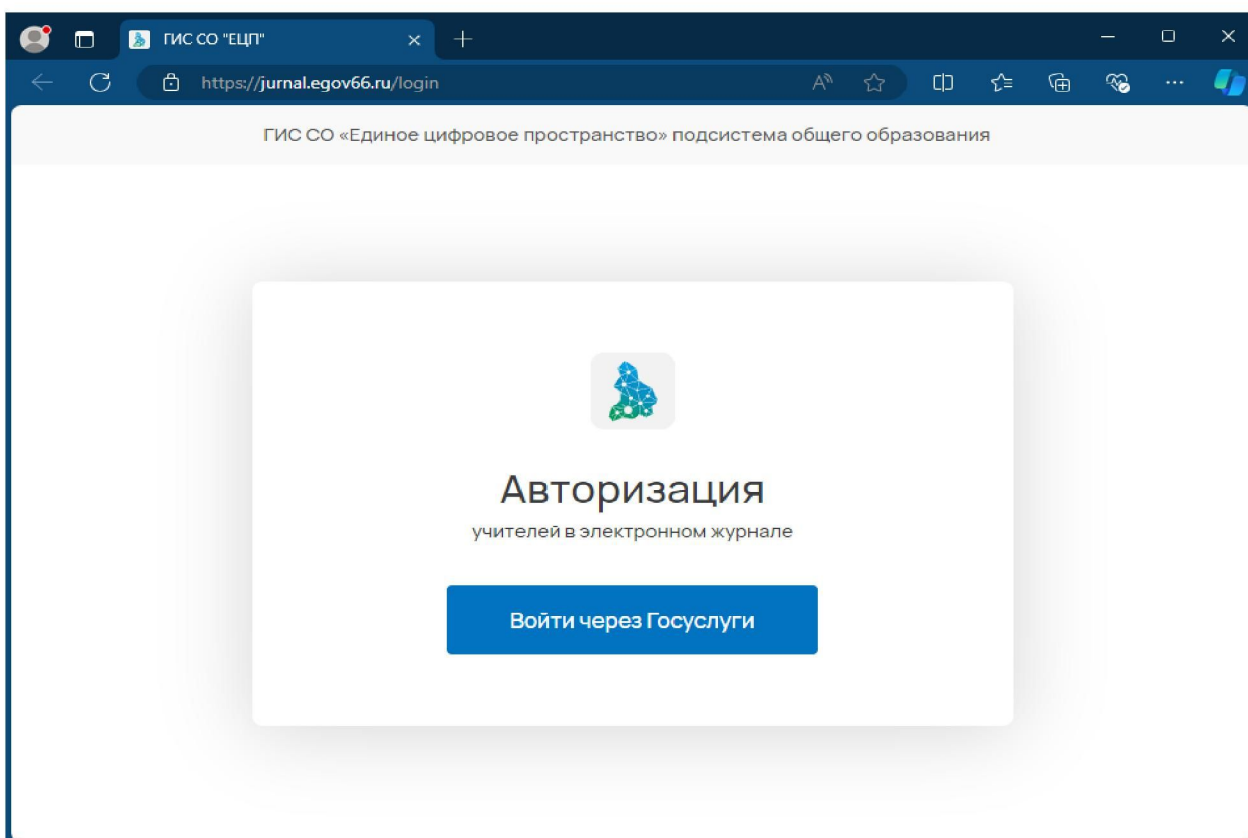 ГИС СО "ЕЦП"
https://jurnal.egov66.ru/login
ГИС СО «Единое цифровое пространство» подсистема общего образования
Авторизация
учителей в электронном журнале
Войти через Госуслуги